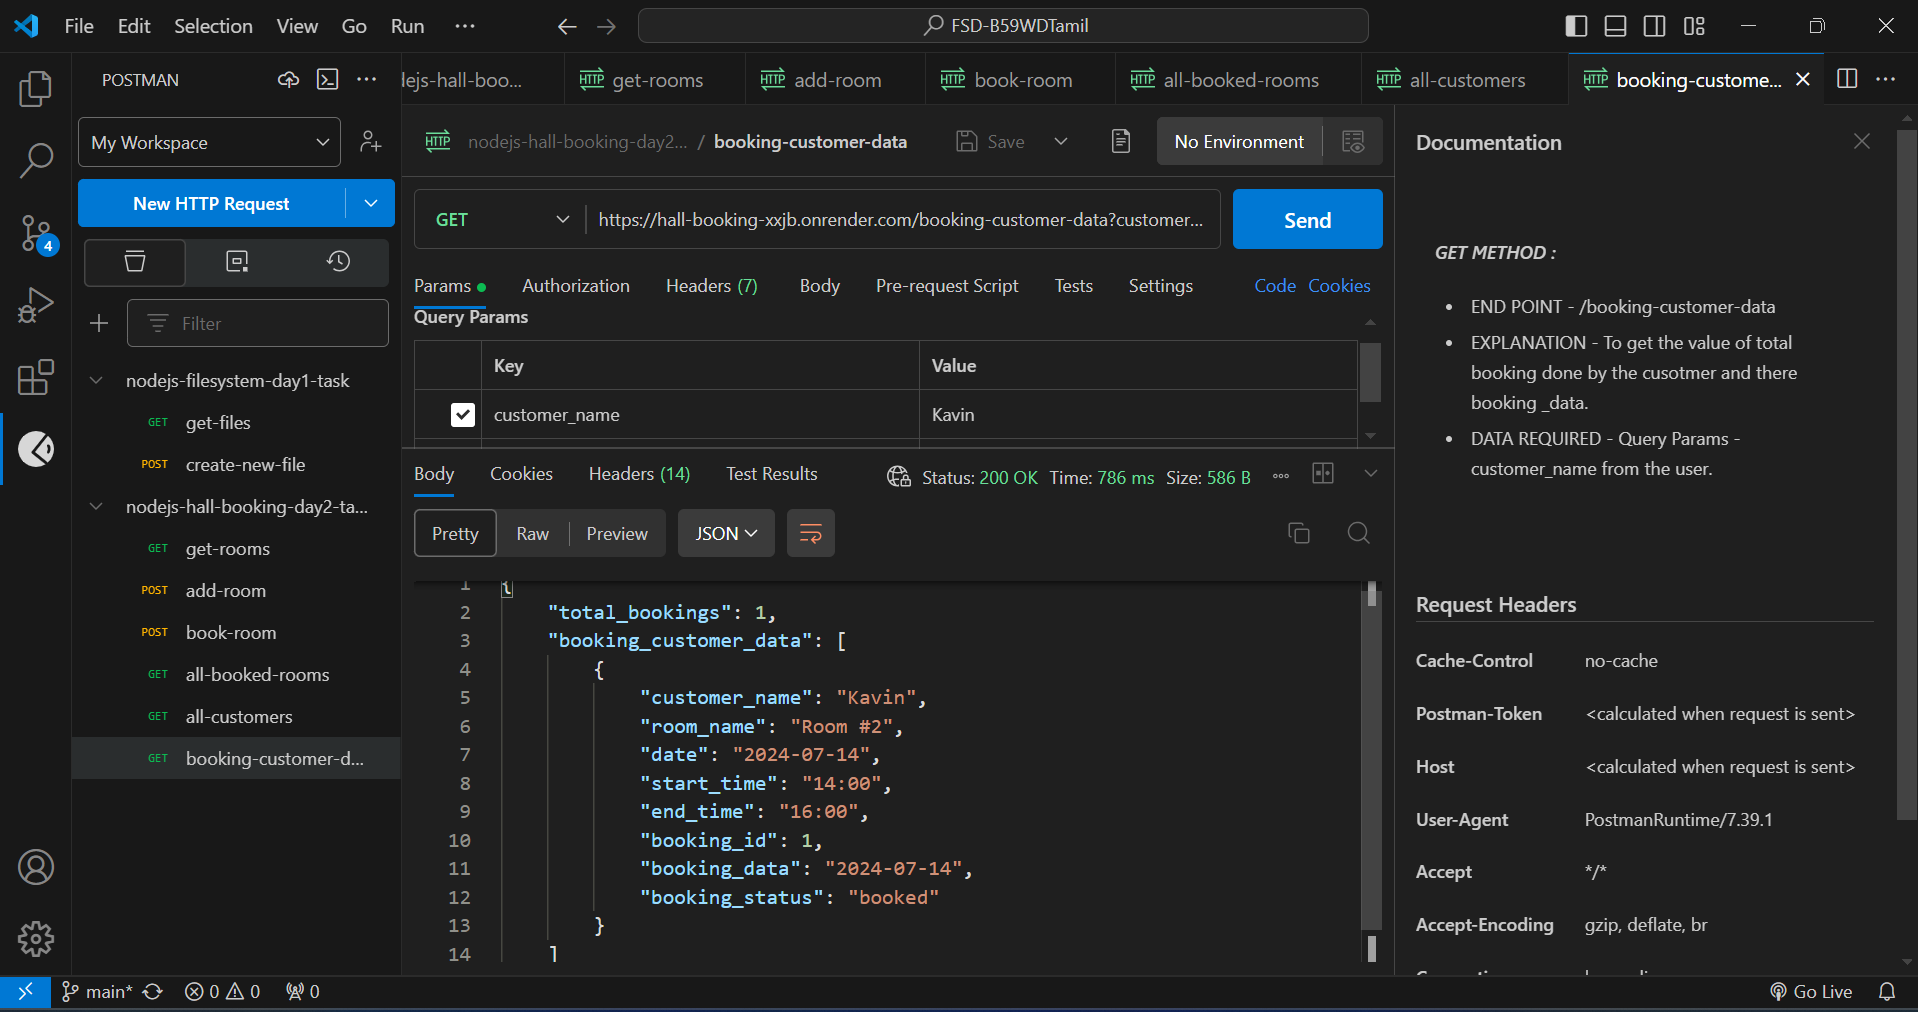 File Edit Selection View Go Run ··· FSD-B59WDTamil
POSTMAN
dejs-hall-boo... HTTP get-rooms HTTP add-room HTTP book-room HTTP all-booked-rooms HTTP all-customers HTTP booking-custome...
My Workspace
New HTTP Request
4
Filter
nodejs-filesystem-day1-task
GET get-files
POST create-new-file
nodejs-hall-booking-day2-ta...
GET get-rooms
POST add-room
POST book-room
GET all-booked-rooms
GET all-customers
GET booking-customer-d...
HTTP nodejs-hall-booking-day2... / booking-customer-data Save No Environment
GET https://hall-booking-xxjb.onrender.com/booking-customer-data?customer... Send
Params Authorization Headers (7) Body Pre-request Script Tests Settings Code Cookies
Query Params
Key Value
customer_name Kavin
Body Cookies Headers (14) Test Results Status: 200 OK Time: 786 ms Size: 586 B
Pretty Raw Preview JSON
1 {
2 "total_bookings": 1,
3 "booking_customer_data": [
4 {
5 "customer_name": "Kavin",
6 "room_name": "Room #2",
7 "date": "2024-07-14",
8 "start_time": "14:00",
9 "end_time": "16:00",
10 "booking_id": 1,
11 "booking_data": "2024-07-14",
12 "booking_status": "booked"
13 }
14 ]
Documentation
GET METHOD :
• END POINT - /booking-customer-data
• EXPLANATION - To get the value of total
booking done by the cusotmer and there
booking _data.
• DATA REQUIRED - Query Params -
customer_name from the user.
Request Headers
Cache-Control no-cache
Postman-Token <calculated when request is sent>
Host <calculated when request is sent>
User-Agent PostmanRuntime/7.39.1
Accept */*
Accept-Encoding gzip, deflate, br
main* 0 0 0 Go Live